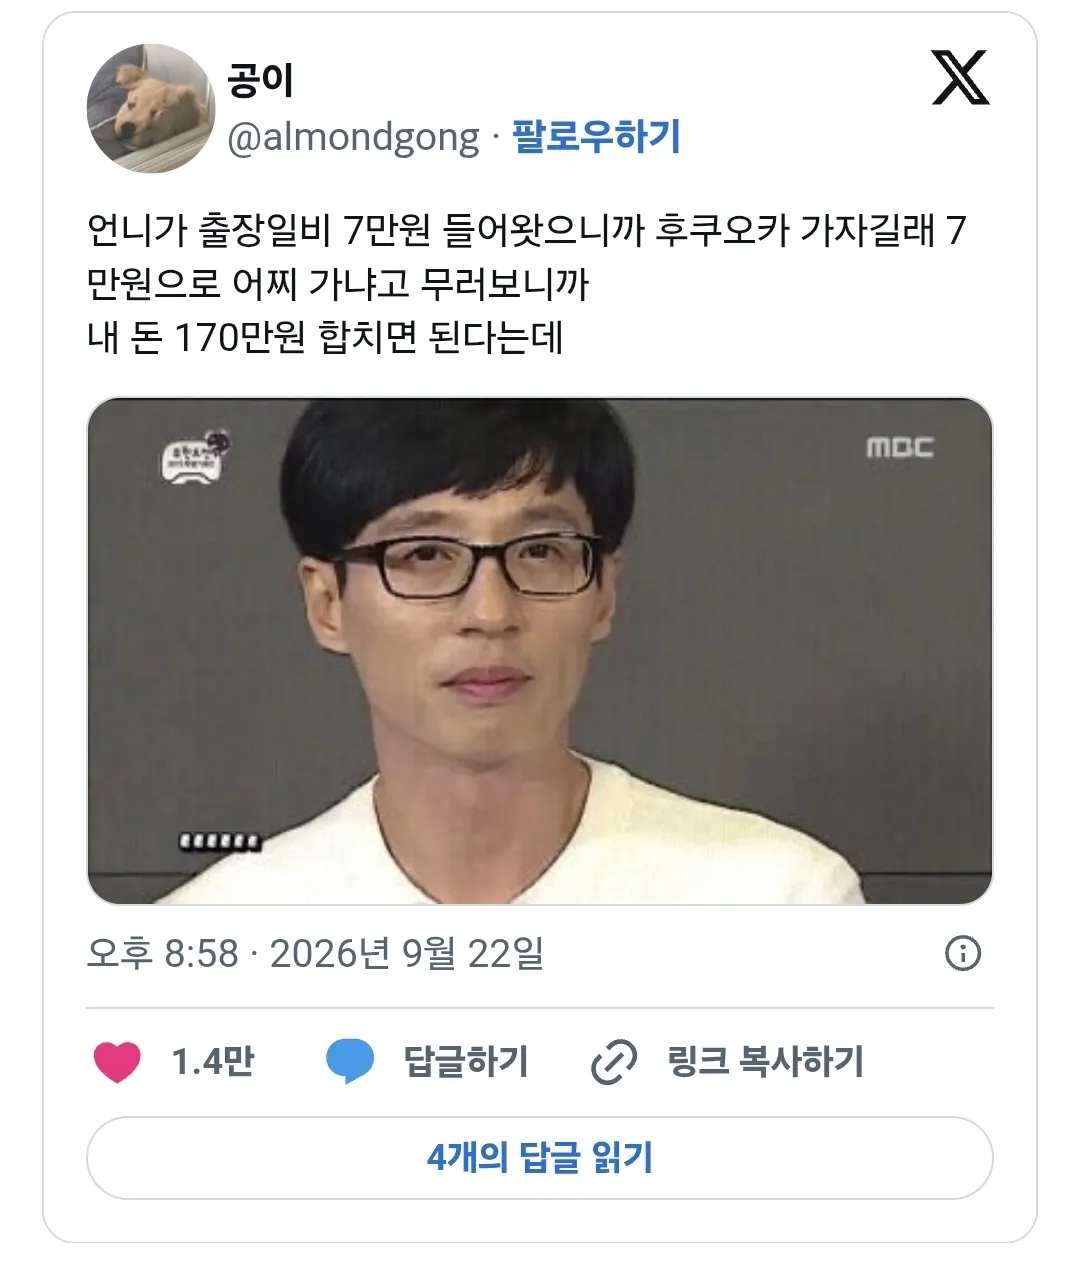 공이
@almondgong · 팔로우하기
언니가 출장일비 7만원 들어왓으니까 후쿠오카 가자길래 7
만원으로 어찌 가냐고 무러보니까
내 돈 170만원 합치면 된다는데
MBC
오후 8:58 · 2026년 9월 22일
1.4만 답글하기 링크 복사하기
4개의 답글 읽기